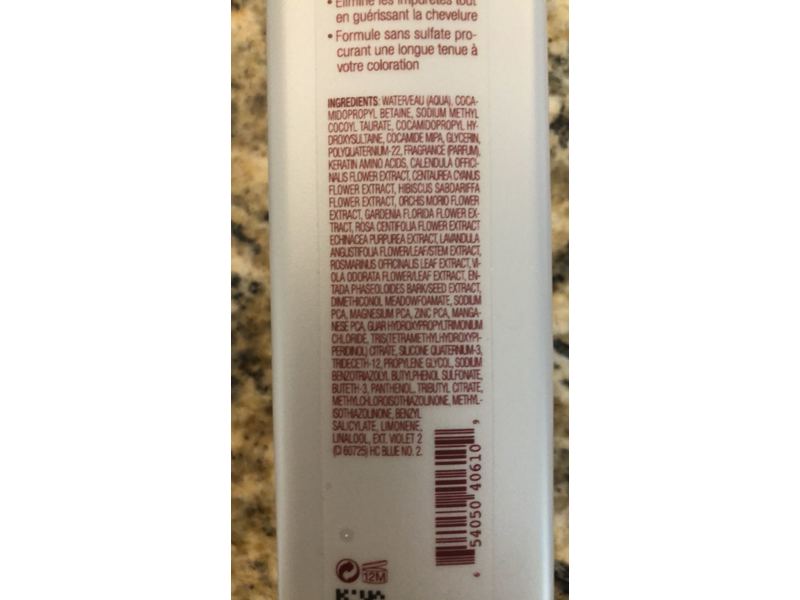 • Élimine les impuretés tout
en guérissant la chevelure
• Formule sans sulfate pro-
curant une longue tenue à
votre coloration
INGREDIENTS: WATER/EAU (AQUA), COCA-
MIDOPROPYL BETAINE, SODIUM METHYL
COCOYL TAURATE, COCAMIDOPROPYL HY-
DROXYSULTAINE, COCAMIDE MIPA, GLYCERIN,
POLYQUATERNIUM-22, FRAGRANCE (PARFUM),
KERATIN AMINO ACIDS, CALENDULA OFFICI-
NALIS FLOWER EXTRACT, CENTAUREA CYANUS
FLOWER EXTRACT, HIBISCUS SABDARIFFA
FLOWER EXTRACT, ORCHIS MORIO FLOWER
EXTRACT, GARDENIA FLORIDA FLOWER EX-
TRACT, ROSA CENTIFOLIA FLOWER EXTRACT
ECHINACEA PURPUREA EXTRACT, LAVANDULA
ANGUSTIFOLIA FLOWER/LEAF/STEM EXTRACT,
ROSMARINUS OFFICINALIS LEAF EXTRACT, VI-
OLA ODORATA FLOWER/LEAF EXTRACT, EN-
TADA PHASEOLOIDES BARK/SEED EXTRACT,
DIMETHICONOL MEADOWFOAMATE, SODIUM
PCA, MAGNESIUM PCA, ZINC PCA, MANGA-
NESE PCA, GUAR HYDROXYPROPYLTRIMONIUM
CHLORIDE, TRIS(TETRAMETHYLHYDROXYPI-
PERIDINOL) CITRATE, SILICONE QUATERNIUM-3,
TRIDECETH-12, PROPYLENE GLYCOL, SODIUM
BENZOTRIAZOLYL BUTYLPHENOL SULFONATE,
BUTETH-3, PANTHENOL, TRIBUTYL CITRATE,
METHYLCHLOROISOTHIAZOLINONE, METHYL-
ISOTHIAZOLINONE, BENZYL
SALICYLATE, LIMONENE,
LINALOOL, EXT. VIOLET 2
(CI 60725) HC BLUE NO. 2.
6 54050 40610 9
12M